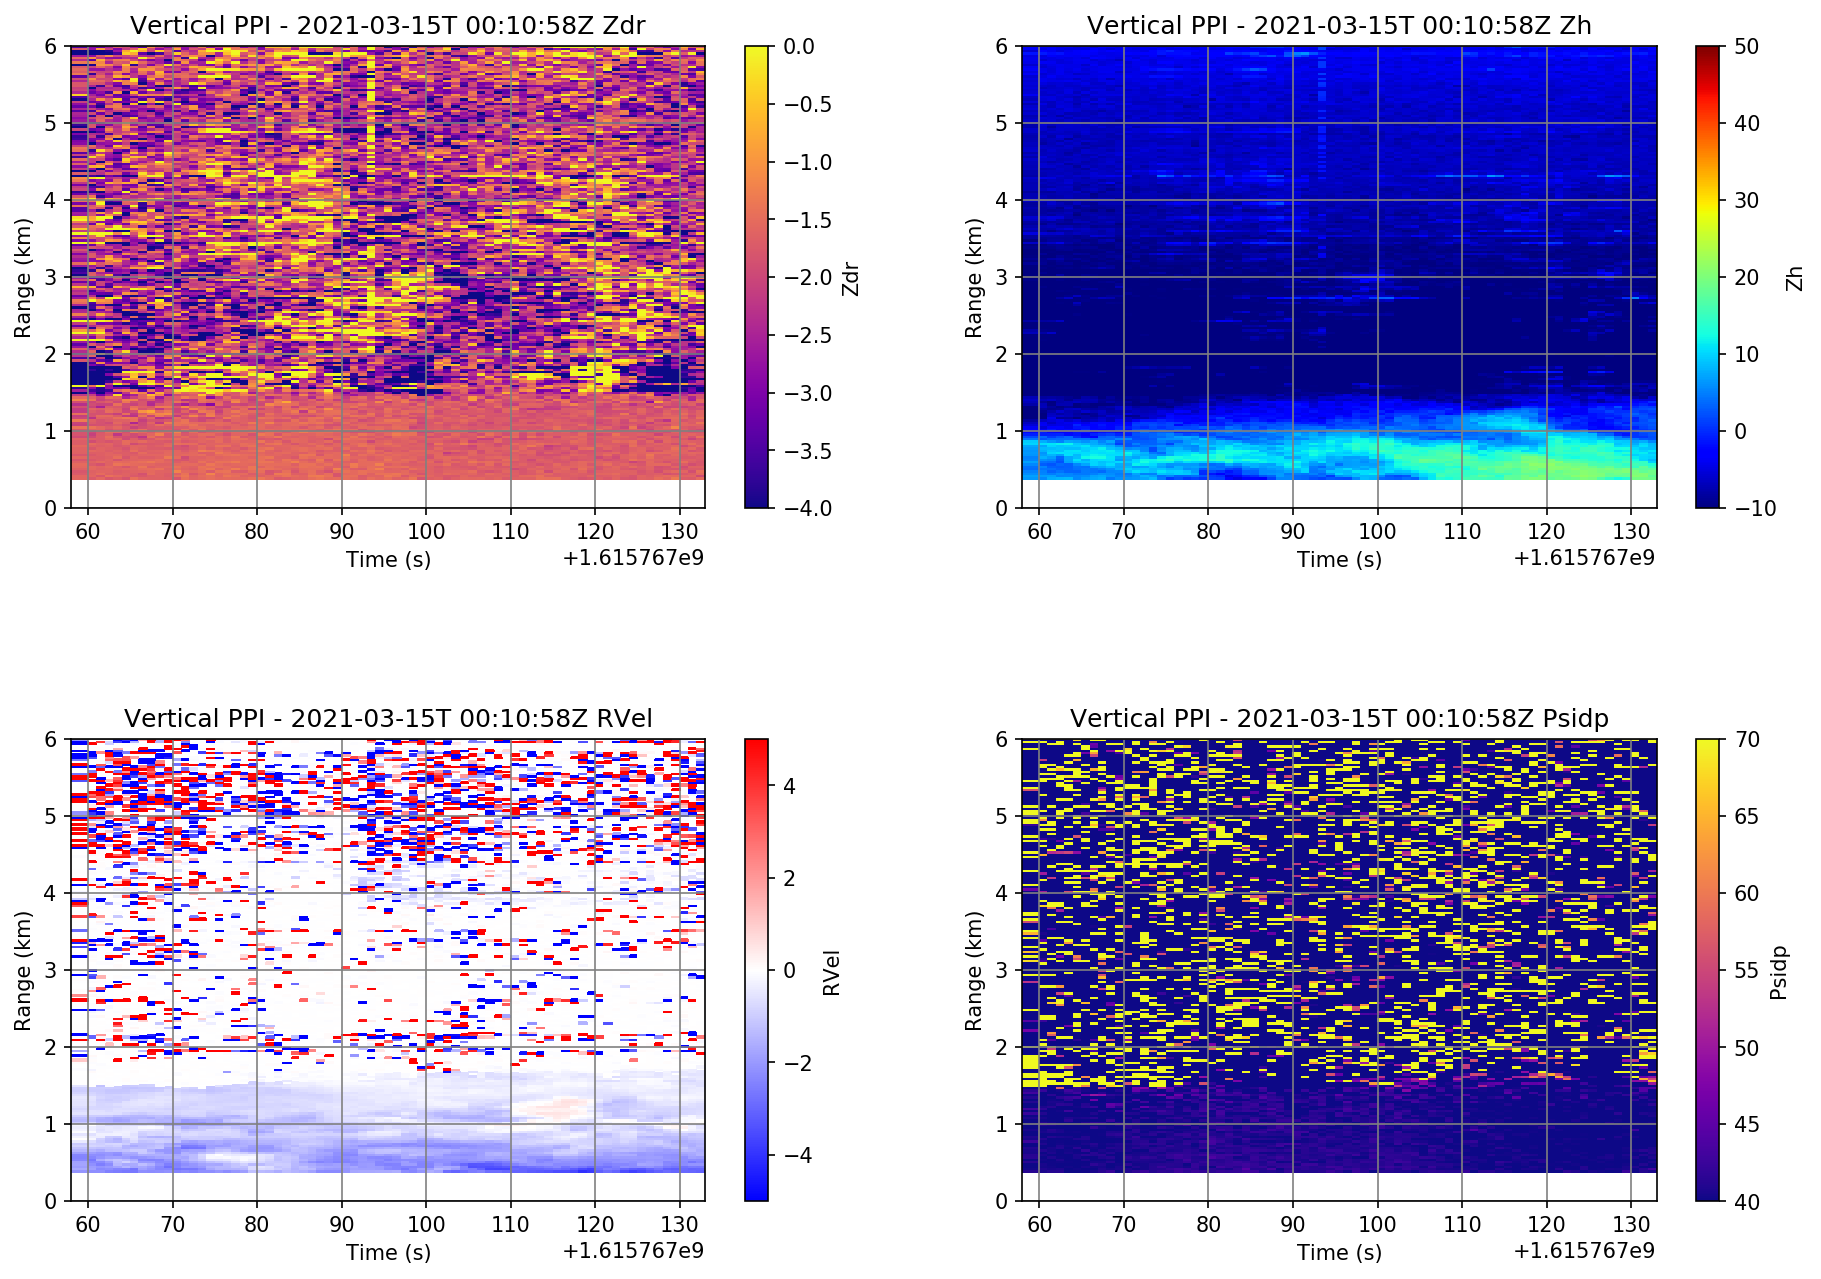 Vertical PPI - 2021-03-15T 00:10:58Z Zdr
6
5
4
3
2
1
0
Range (km)
60 70 80 90 100 110 120 130
Time (s)
+1.615767e9
0.0
−0.5
−1.0
−1.5
−2.0
−2.5
−3.0
−3.5
−4.0
Zdr
Vertical PPI - 2021-03-15T 00:10:58Z Zh
6
5
4
3
2
1
0
Range (km)
60 70 80 90 100 110 120 130
Time (s)
+1.615767e9
50
40
30
20
10
0
−10
Zh
Vertical PPI - 2021-03-15T 00:10:58Z RVel
6
5
4
3
2
1
0
Range (km)
60 70 80 90 100 110 120 130
Time (s)
+1.615767e9
4
2
0
−2
−4
RVel
Vertical PPI - 2021-03-15T 00:10:58Z Psidp
6
5
4
3
2
1
0
Range (km)
60 70 80 90 100 110 120 130
Time (s)
+1.615767e9
70
65
60
55
50
45
40
Psidp